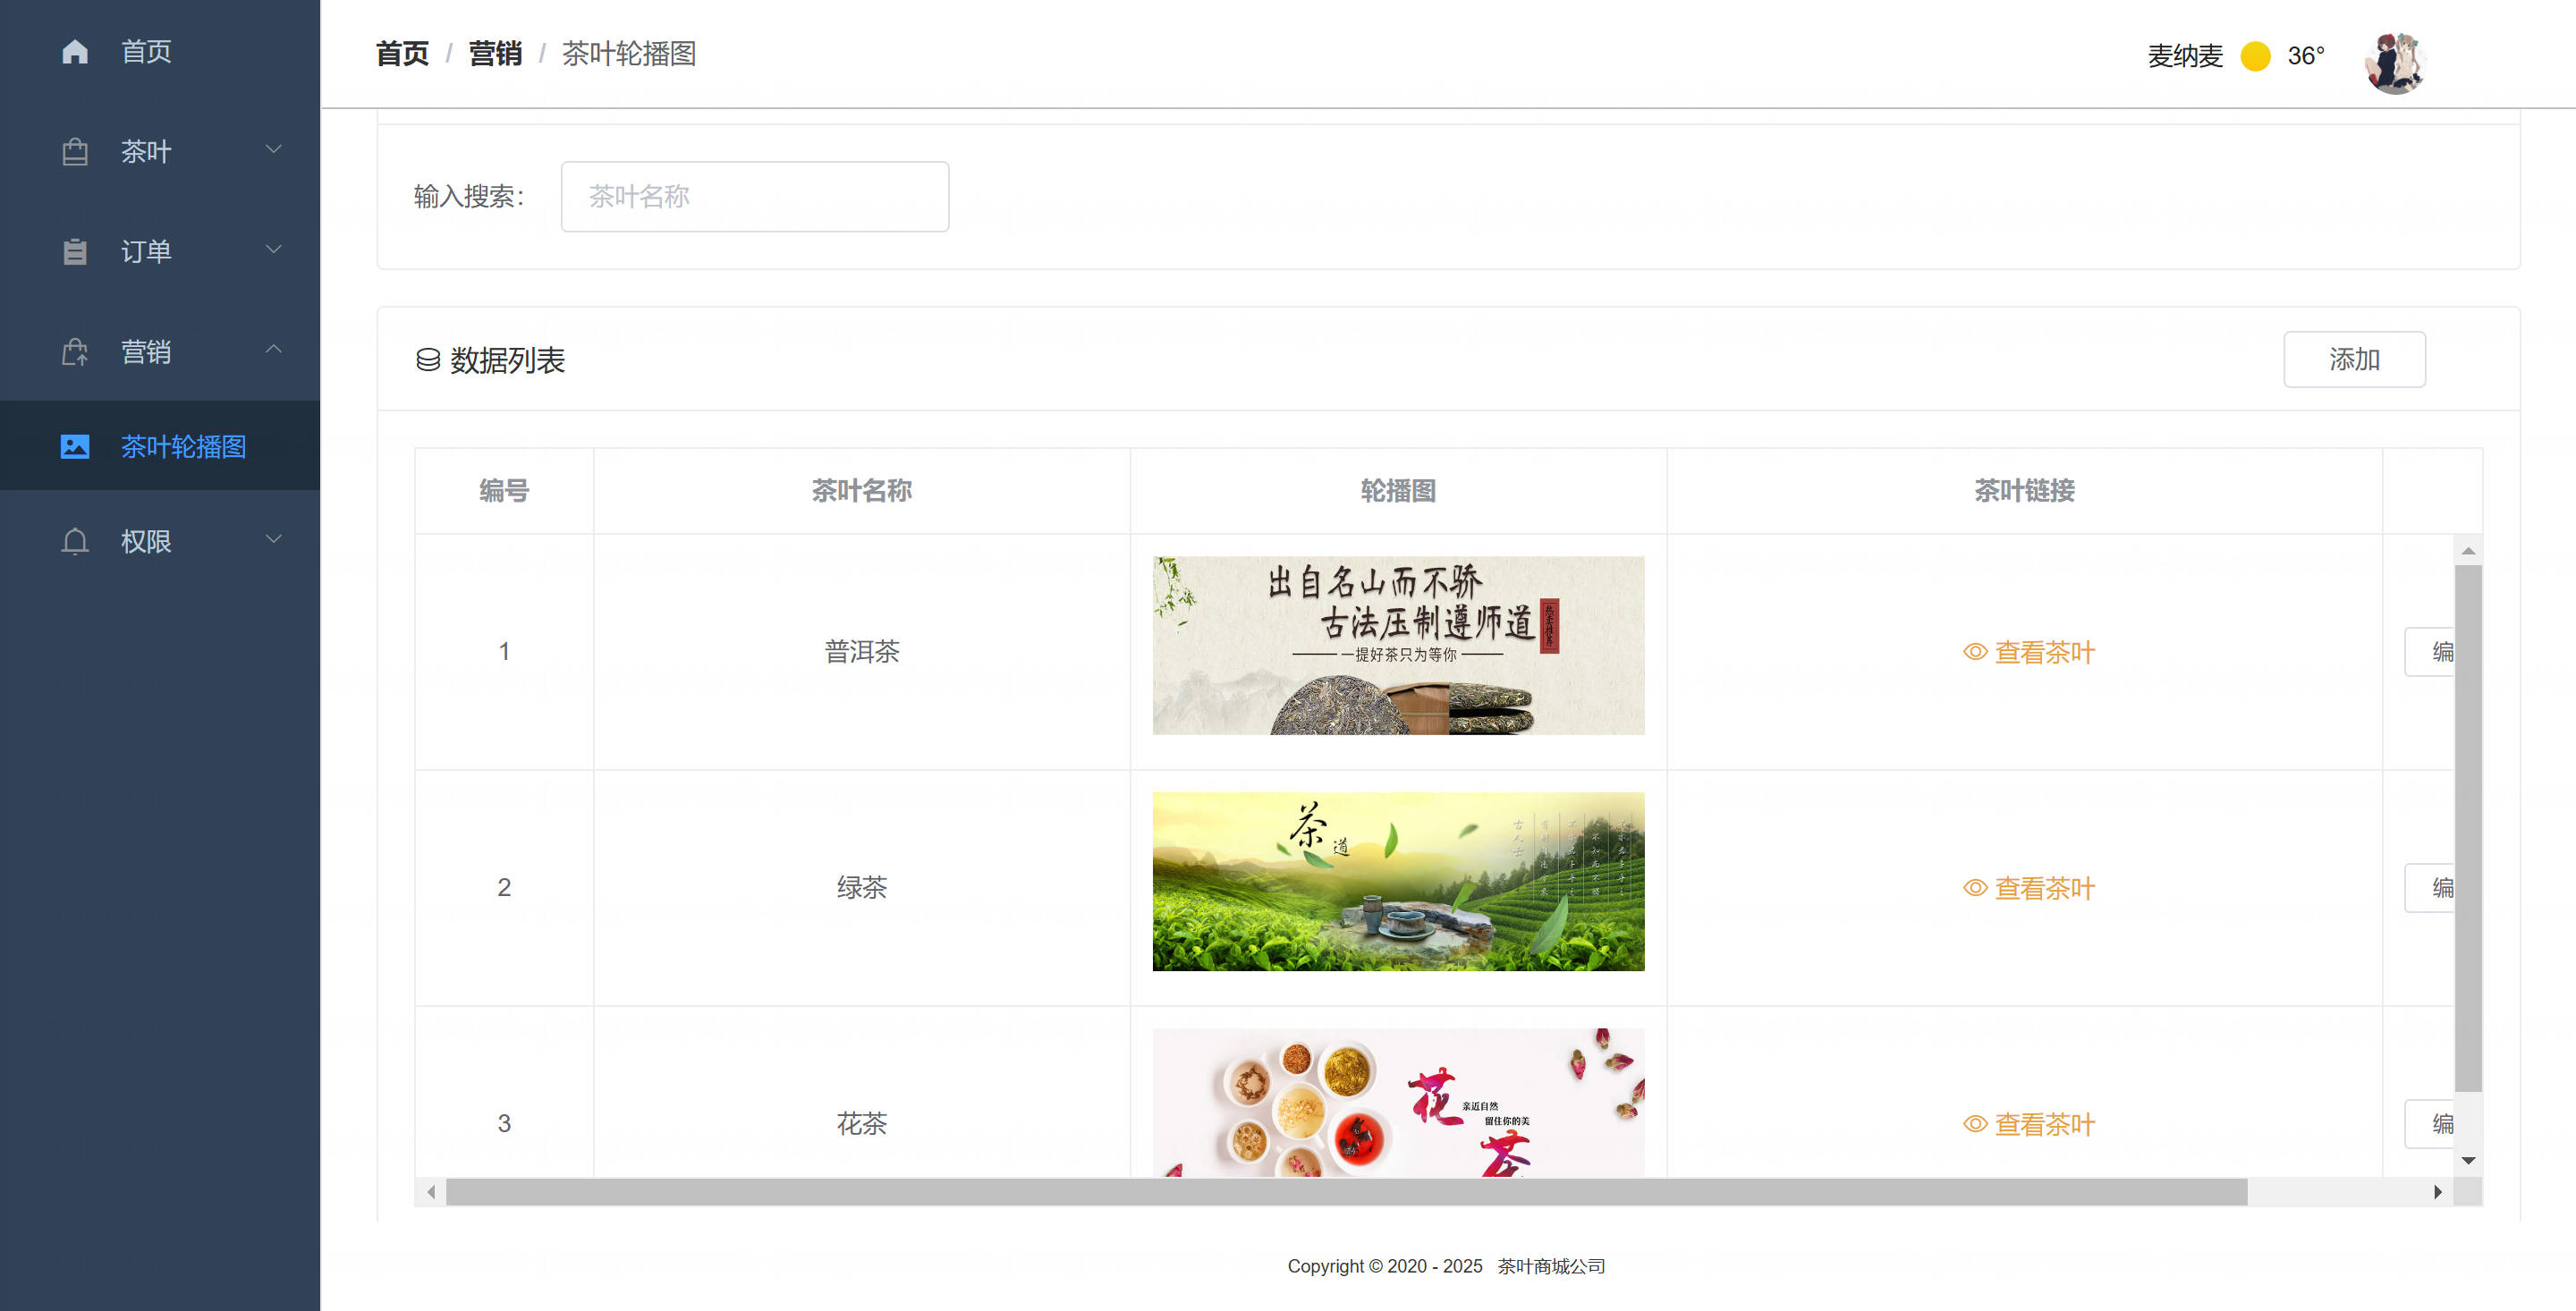 首页
茶叶
订单
营销
茶叶轮播图
权限
首页 / 营销 / 茶叶轮播图
麦纳麦 36°
输入搜索：
茶叶名称
数据列表
添加
编号 茶叶名称 轮播图 茶叶链接
1 普洱茶
出自名山而不骄
古法压制遵师道
热卖推荐
一提好茶只为等你
查看茶叶
编
2 绿茶
茶道
查看茶叶
编
3 花茶
花茶
亲近自然
留住你的美
查看茶叶
编
Copyright © 2020 - 2025 茶叶商城公司